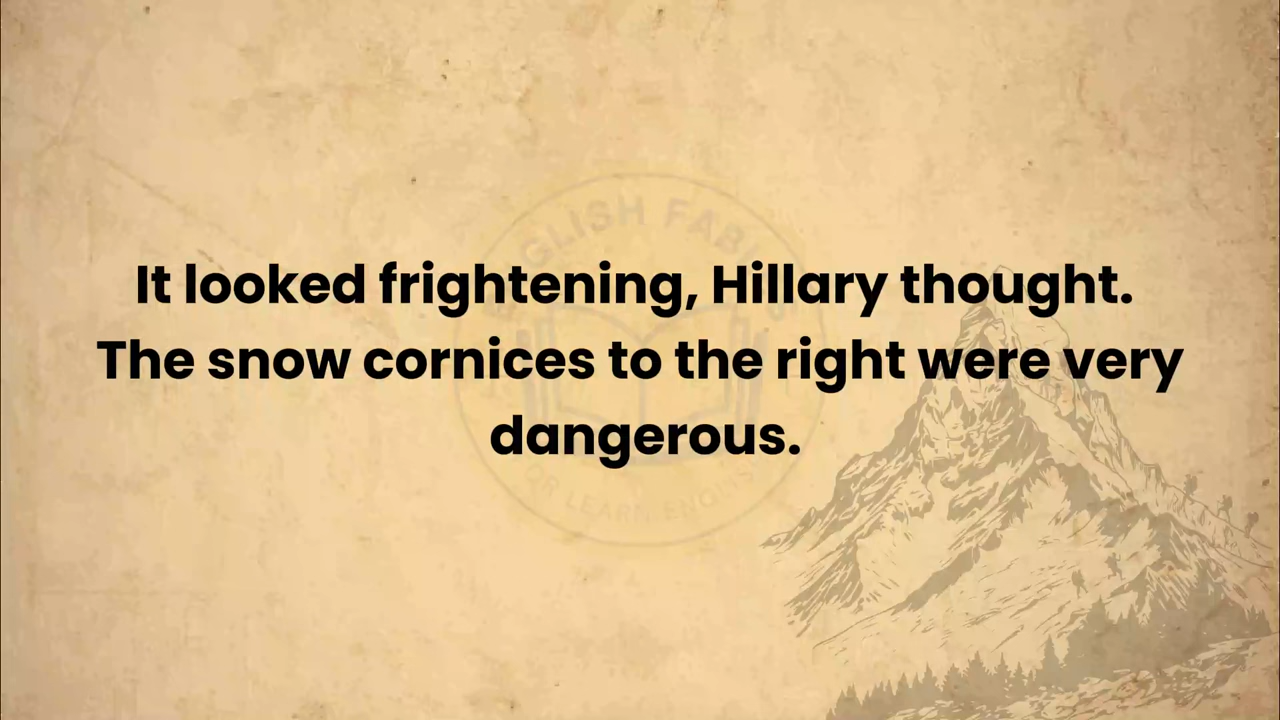 It looked frightening, Hillary thought.
The snow cornices to the right were very
dangerous.